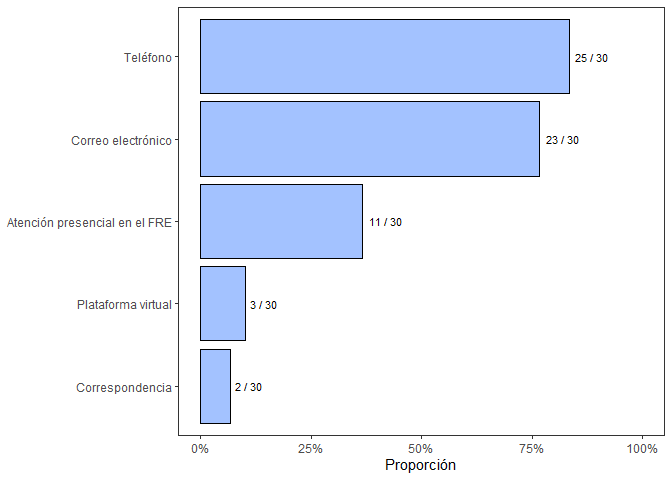 Teléfono
25 / 30
Correo electrónico
23 / 30
Atención presencial en el FRE
11 / 30
Plataforma virtual
3 / 30
Correspondencia
2 / 30
0%
25%
50%
75%
100%
Proporción